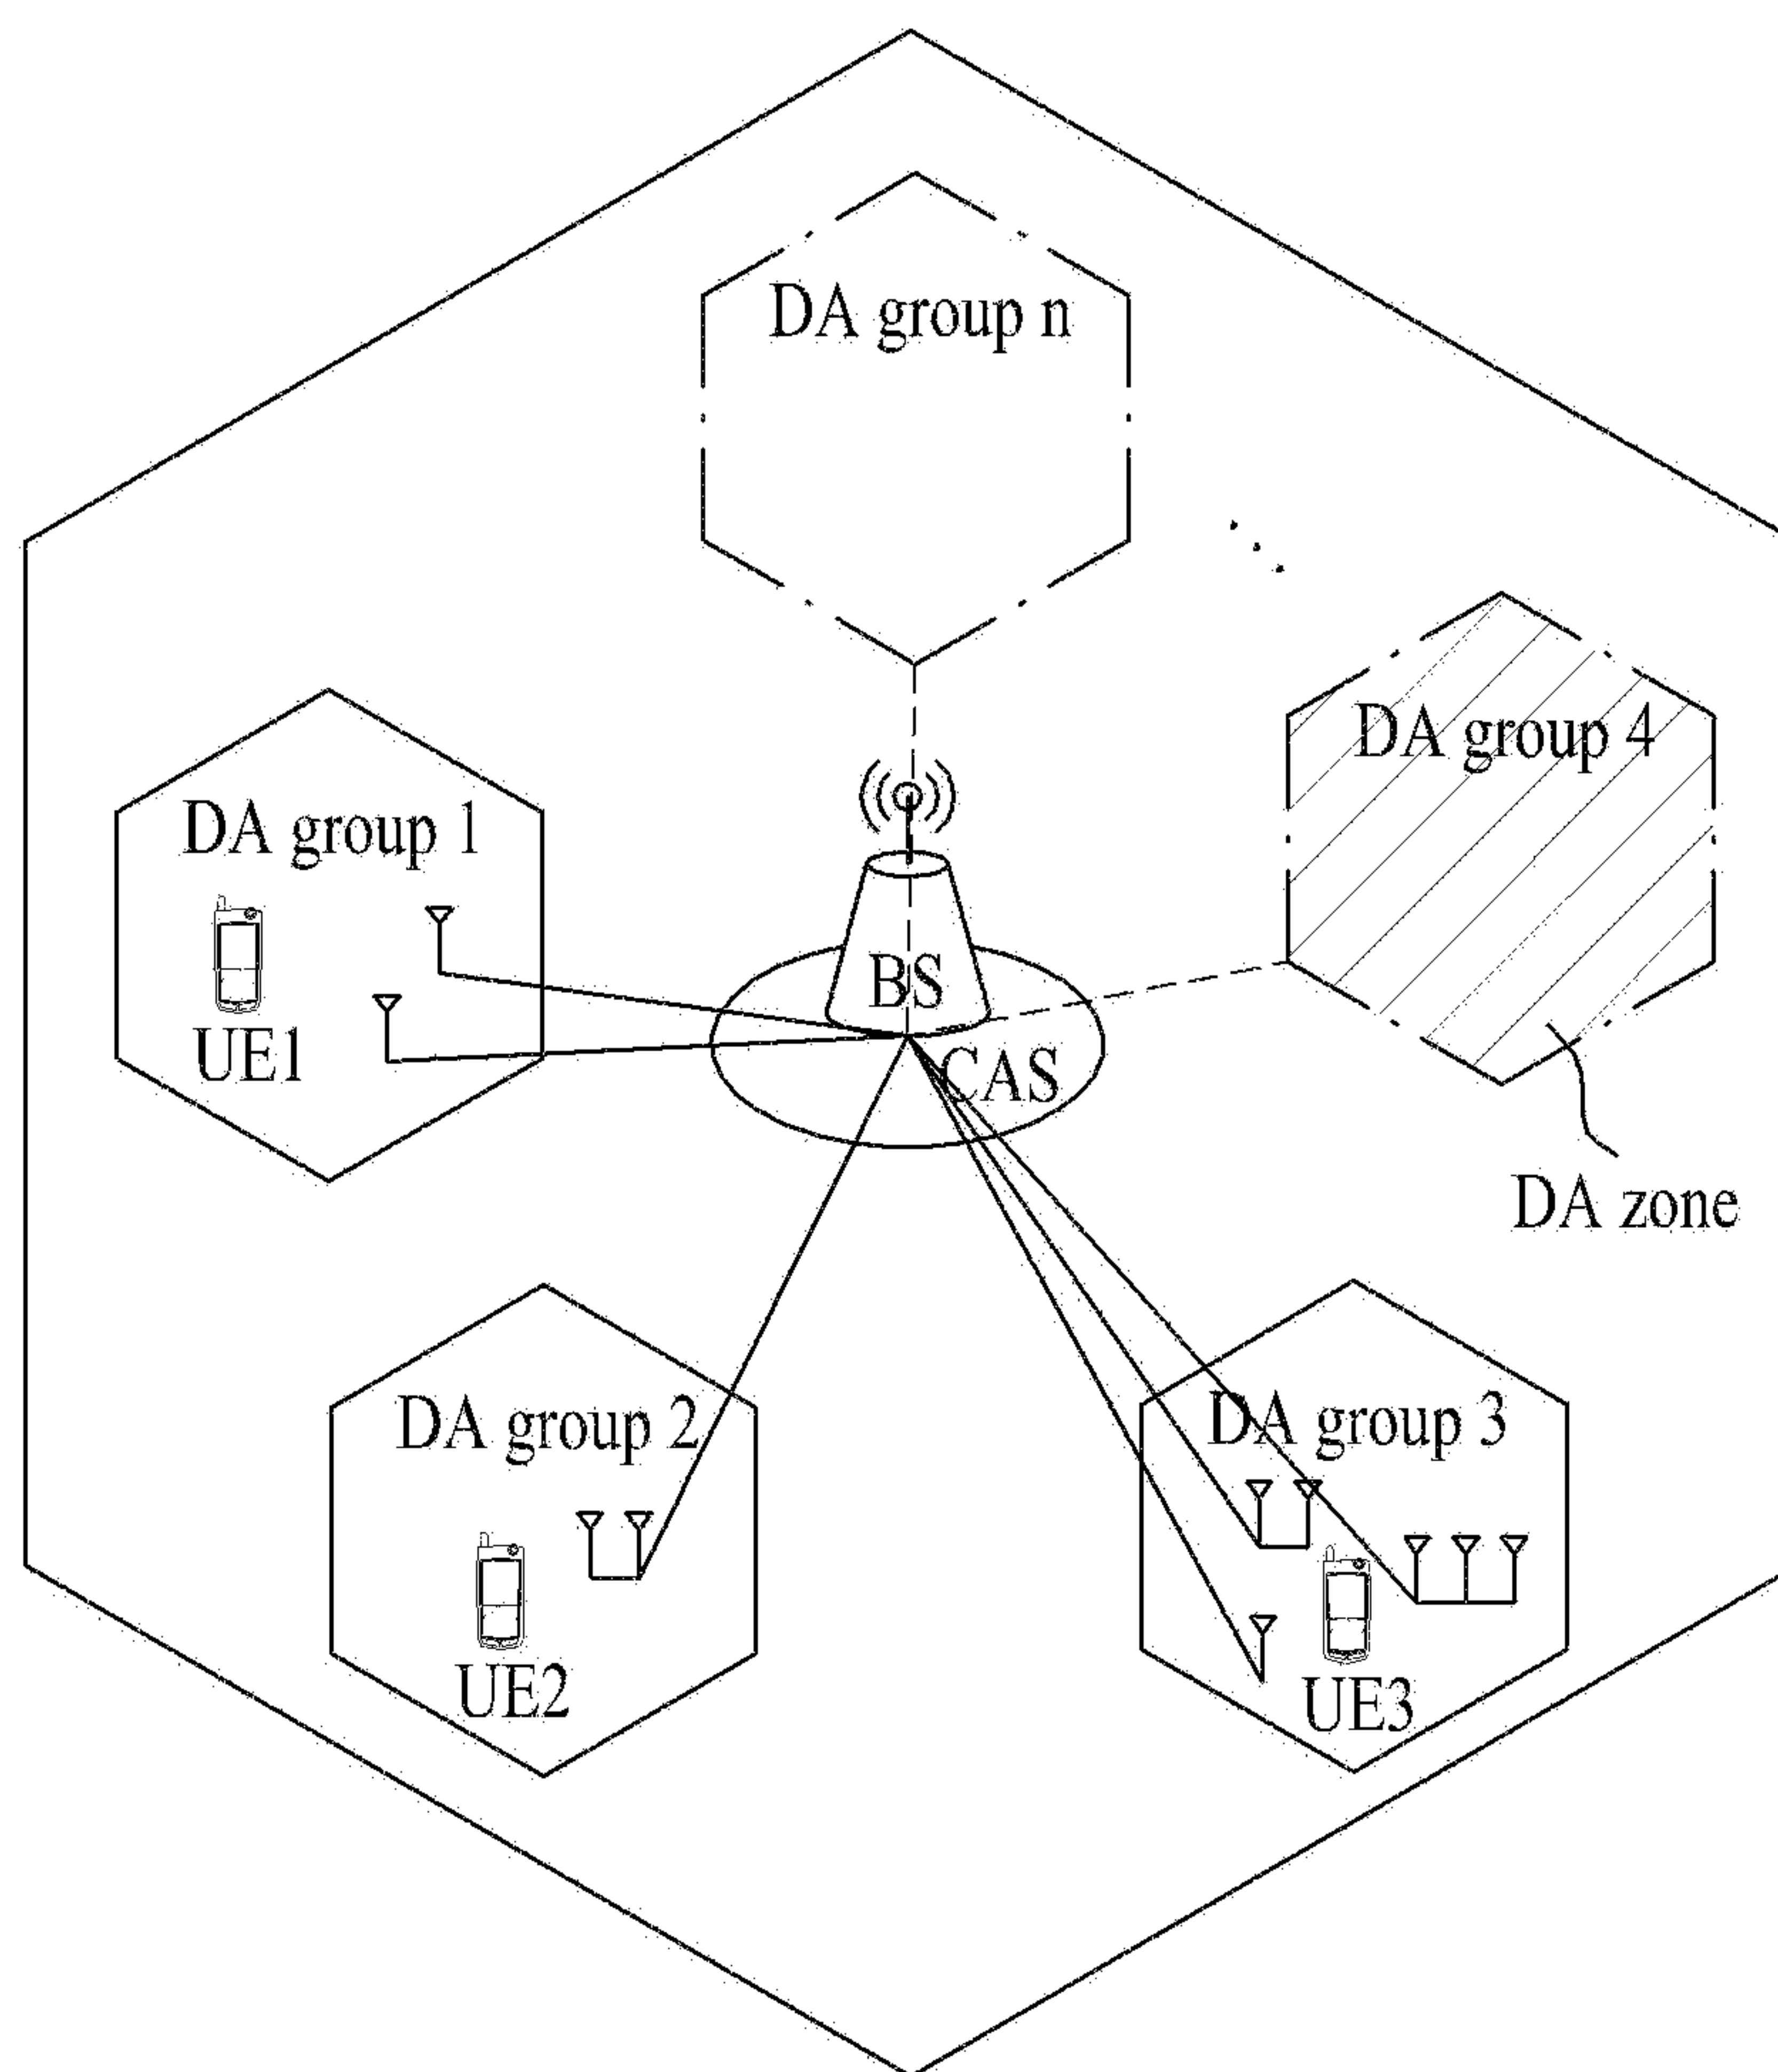 DA group n
DA group 4
DA group 1
BS
UE1
CAS
DA zone
DA group 2
DA group 3
UE2
UE3